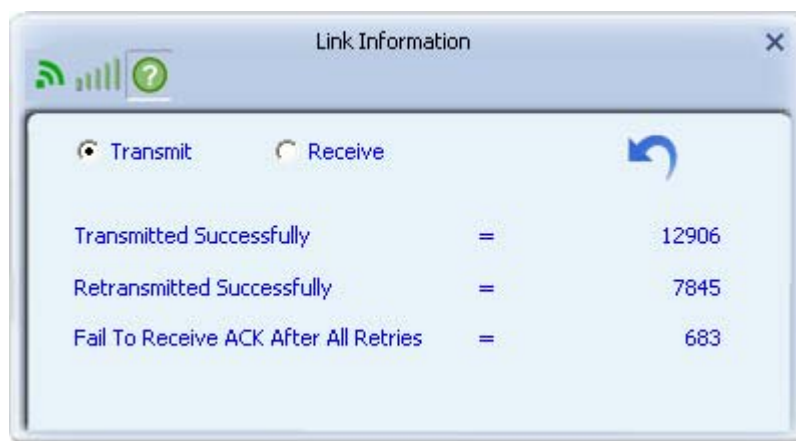 Link Information
Transmit Receive
Transmitted Successfully = 12906
Retransmitted Successfully = 7845
Fail To Receive ACK After All Retries = 683